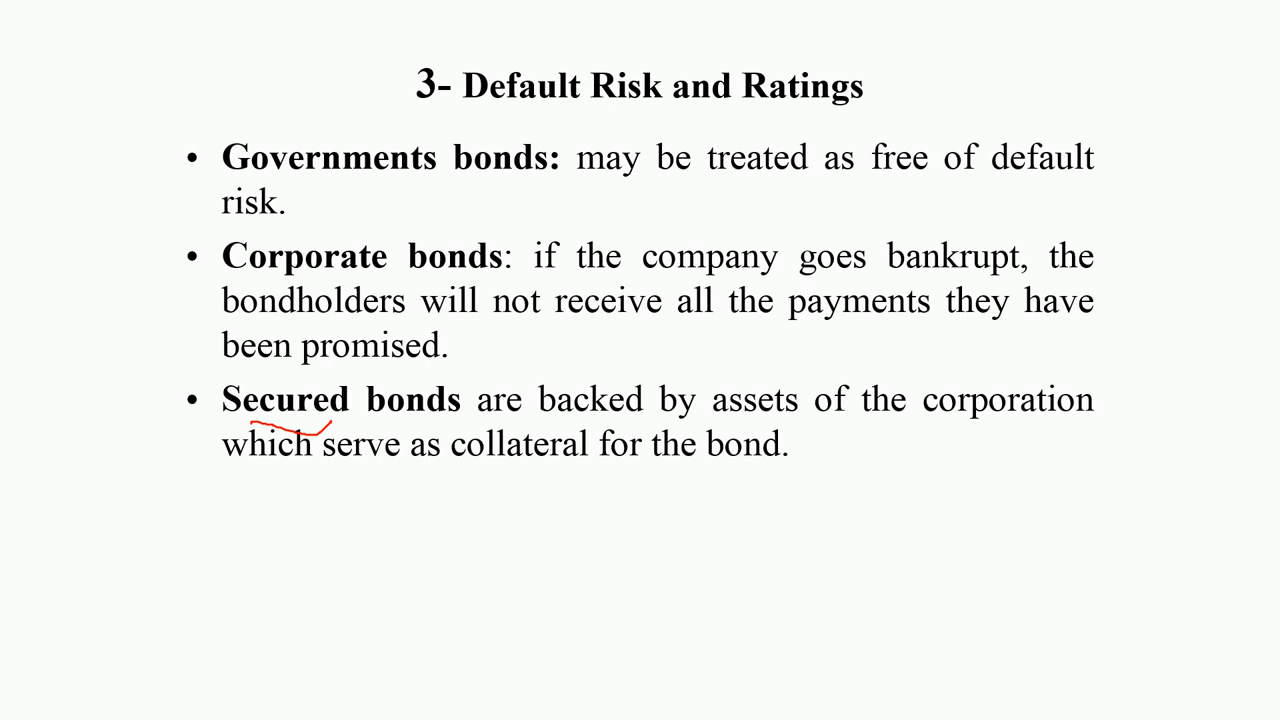 3- Default Risk and Ratings
• Governments bonds: may be treated as free of default
risk.
• Corporate bonds: if the company goes bankrupt, the
bondholders will not receive all the payments they have
been promised.
• Secured bonds are backed by assets of the corporation
which serve as collateral for the bond.